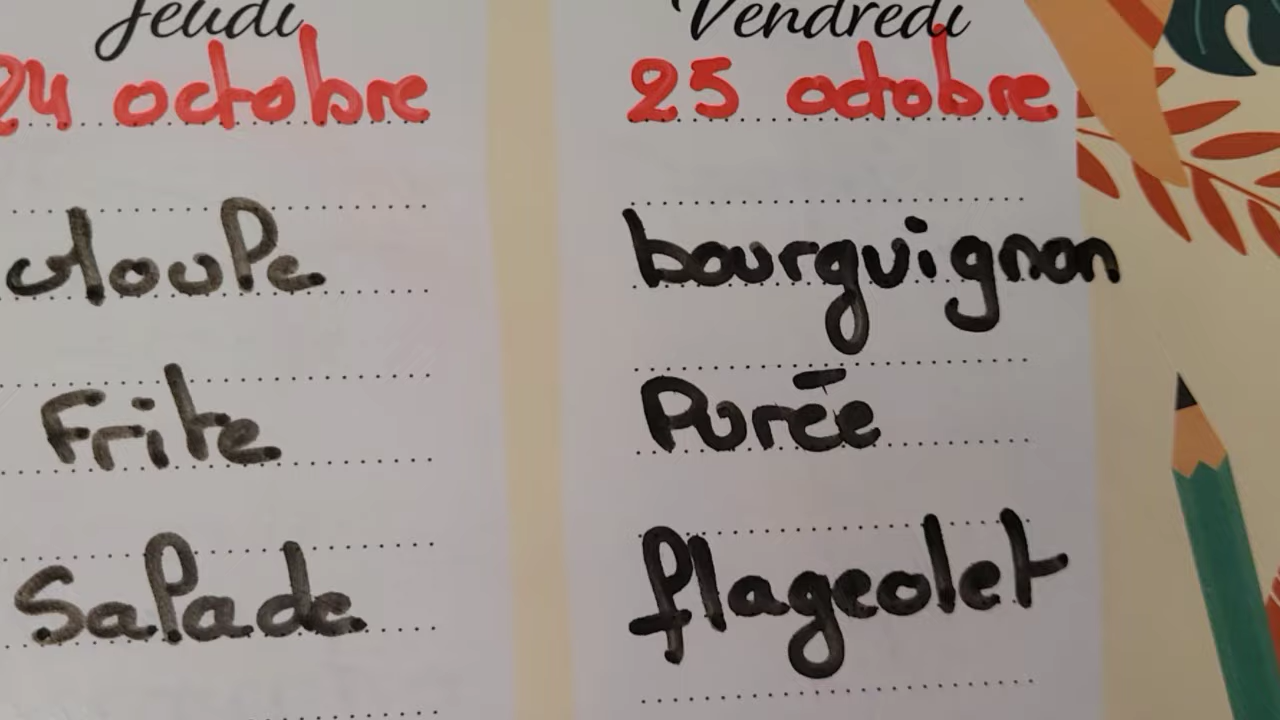 Jeudi
24 octobre
Frite
Salade
Vendredi
25 octobre
bourguignon
Purée
flageolet